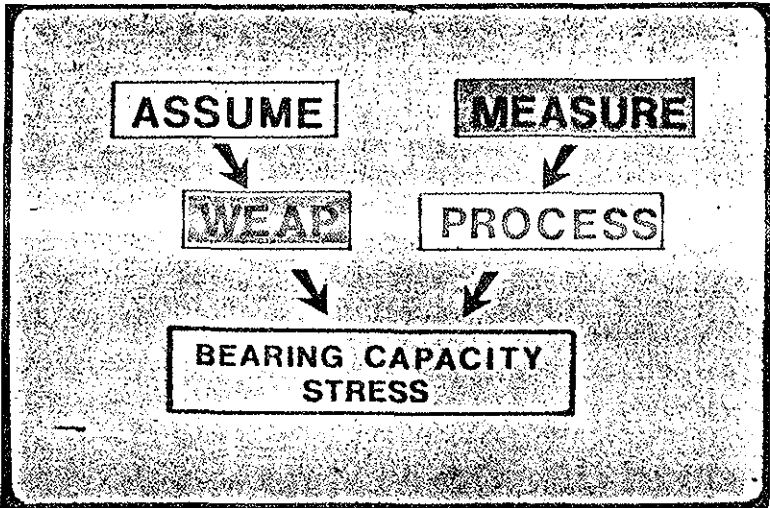 ASSUME
MEASURE
WEAP
PROCESS
BEARING CAPACITY
STRESS